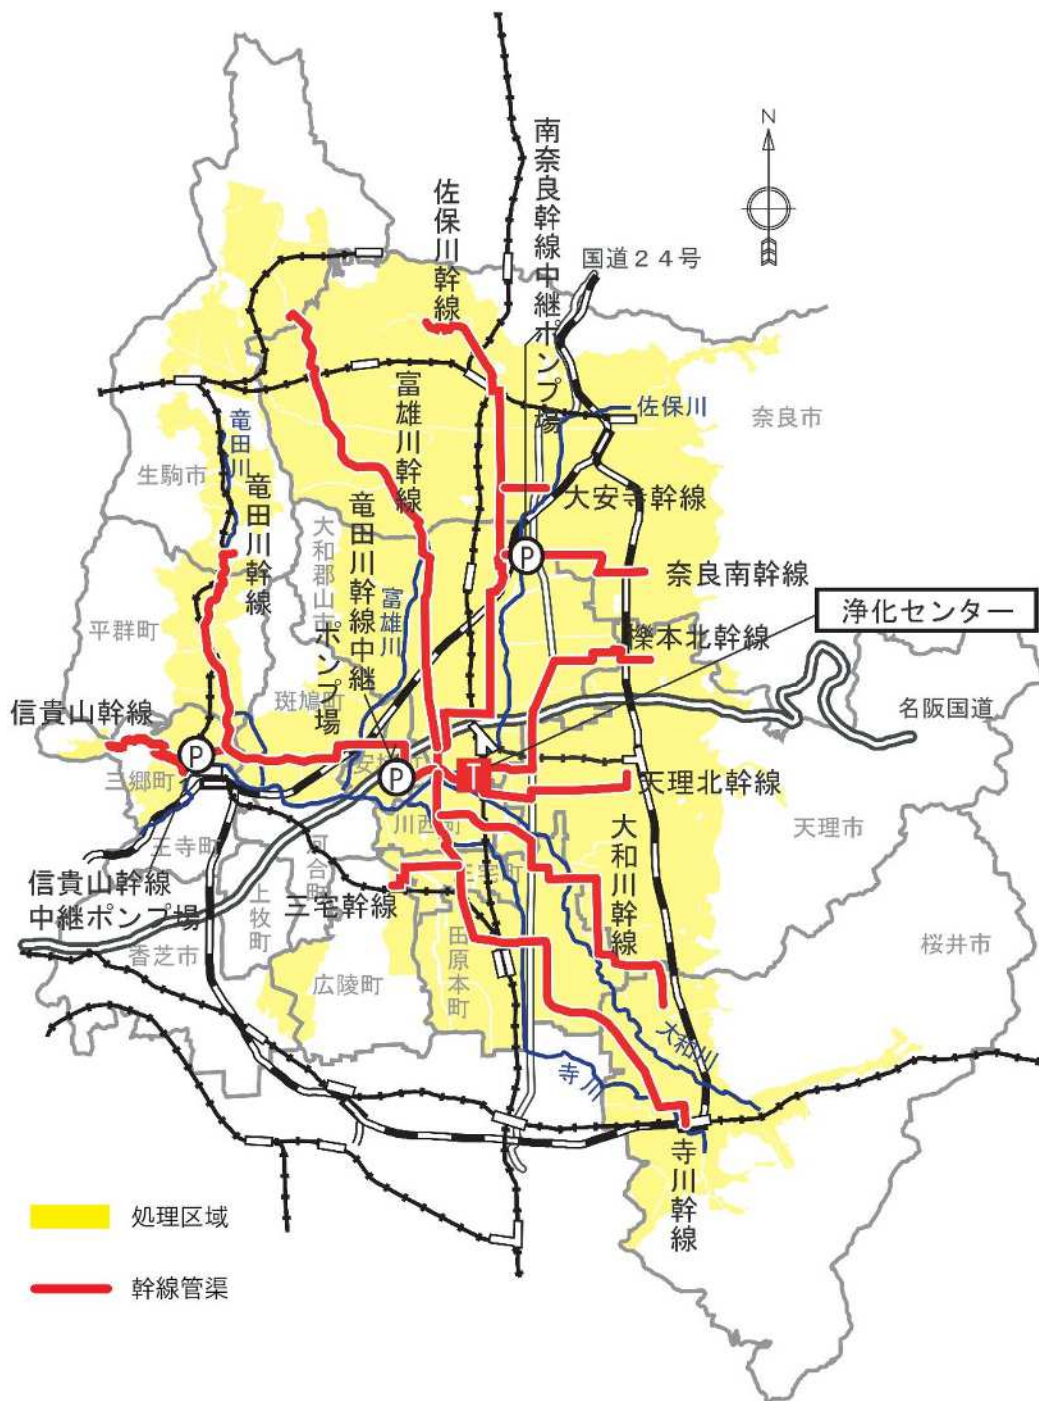 N
南奈良幹線中継ポンプ場
佐保川幹線
国道24号
佐保川
奈良市
富雄川幹線
竜田川
生駒市
竜田川幹線
大安寺幹線
大和郡山市
竜田川幹線中継
ポンプ場
富雄川
P
奈良南幹線
浄化センター
平群町
櫟本北幹線
斑鳩町
信貴山幹線
名阪国道
P
三郷町
安堵町
P
T
天理北幹線
川西町
大和川幹線
天理市
王寺町
河合町
三宅町
信貴山幹線
中継ポンプ場
上牧町
三宅幹線
田原本町
香芝市
広陵町
桜井市
大和川
寺川
寺川幹線
処理区域
幹線管渠